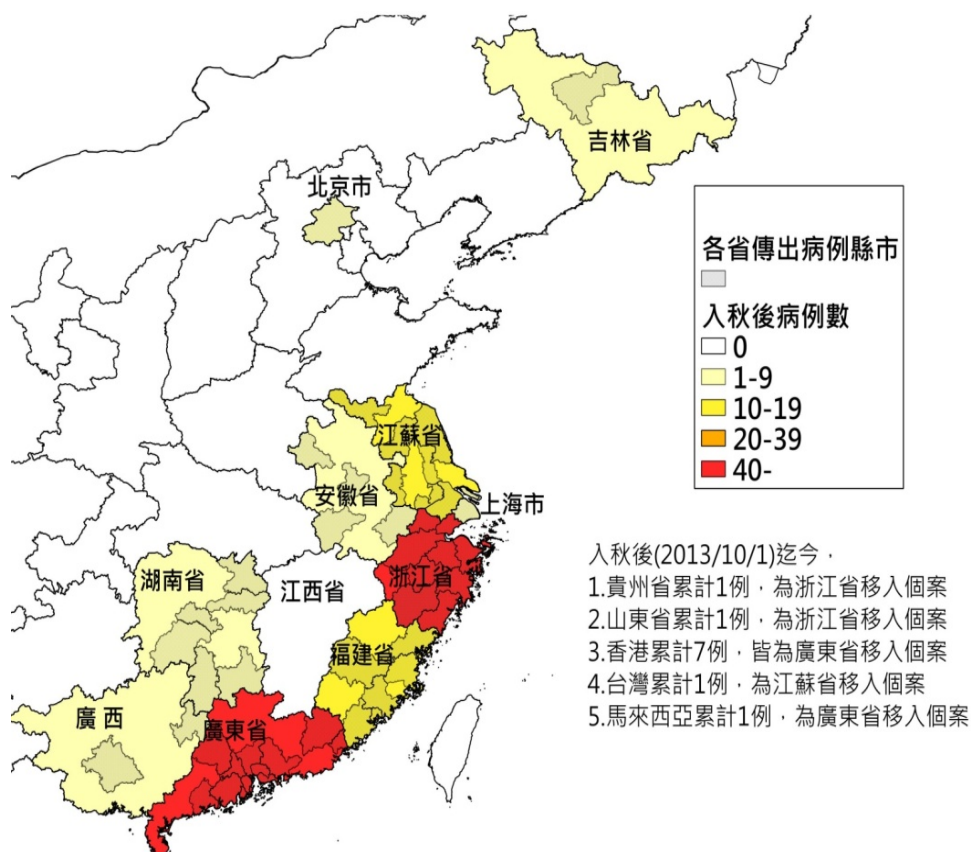 吉林省
北京市
各省傳出病例縣市
入秋後病例數
0
1-9
10-19
20-39
40-
江蘇省
安徽省
上海市
浙江省
湖南省
江西省
福建省
廣西
廣東省
入秋後(2013/10/1)迄今，
1.貴州省累計1例，為浙江省移入個案
2.山東省累計1例，為浙江省移入個案
3.香港累計7例，皆為廣東省移入個案
4.台灣累計1例，為江蘇省移入個案
5.馬來西亞累計1例，為廣東省移入個案